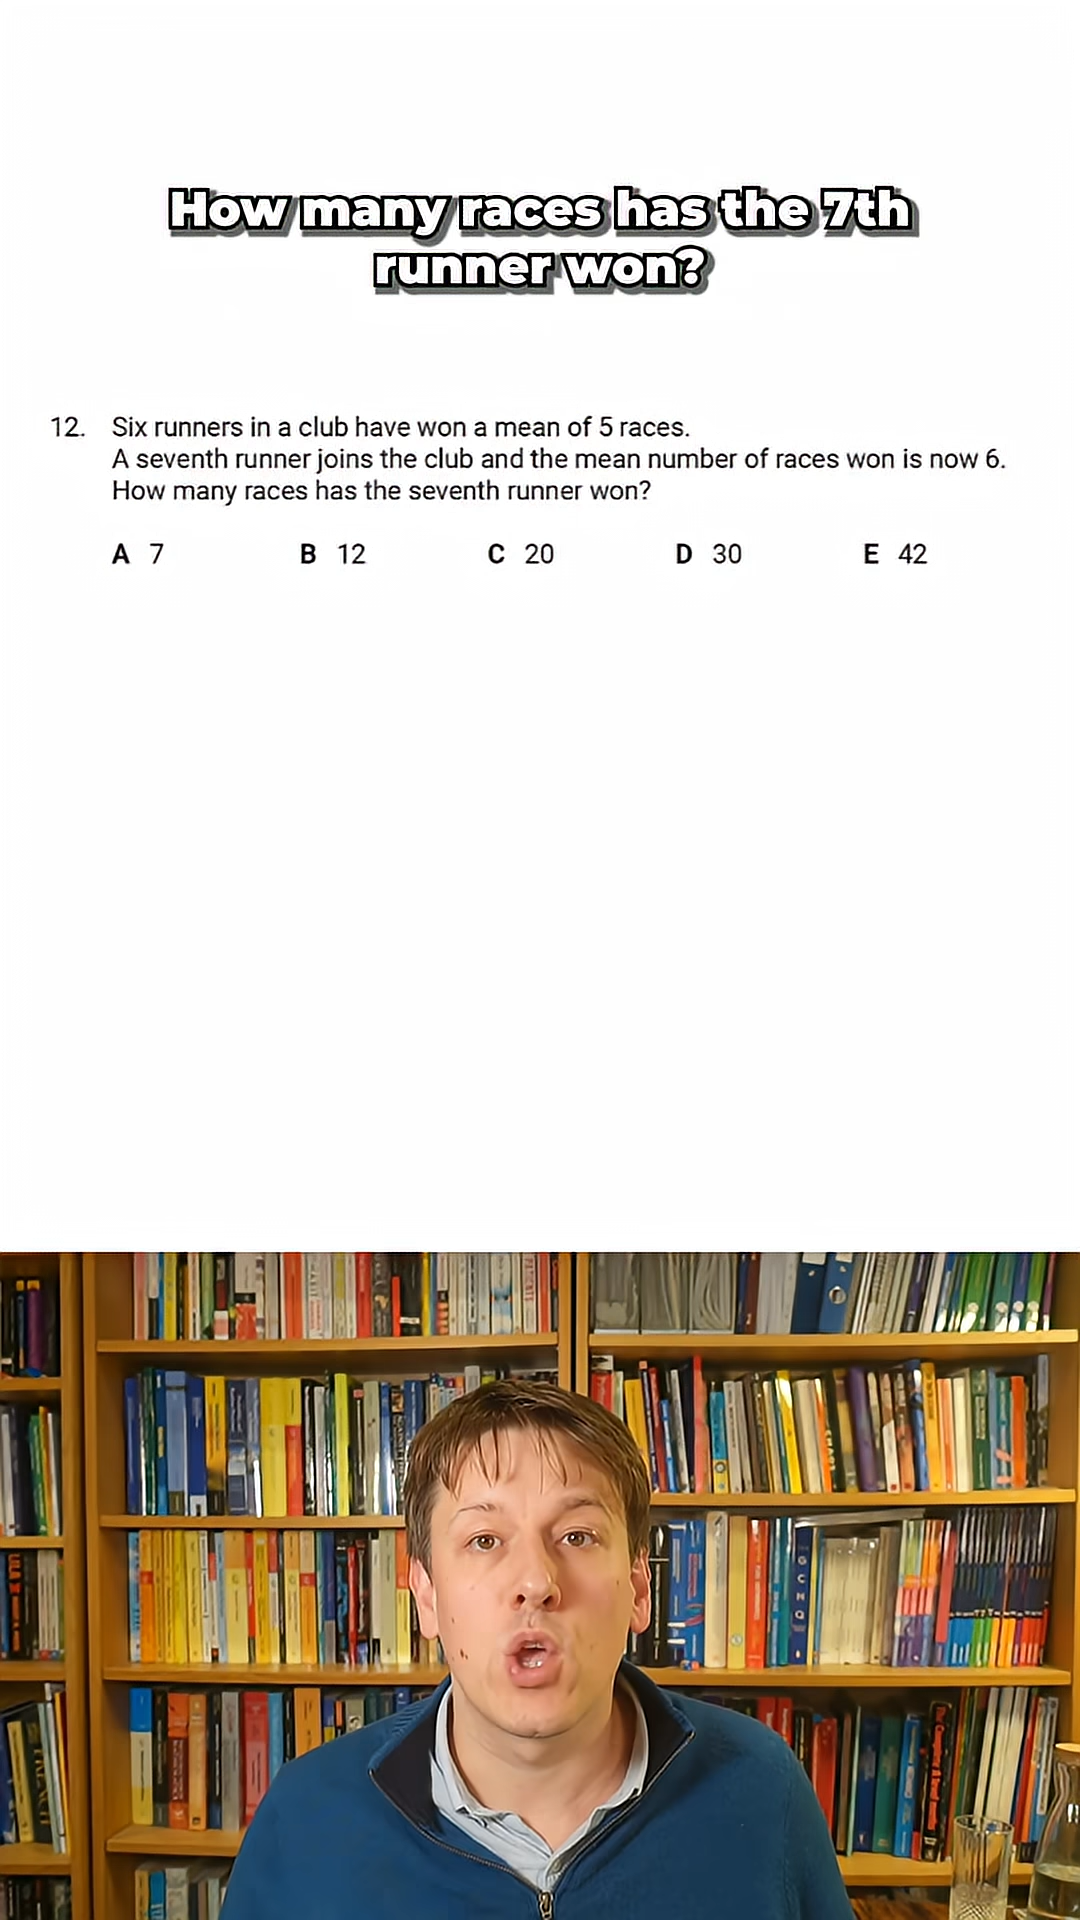 How many races has the 7th
runner won?
12. Six runners in a club have won a mean of 5 races.
A seventh runner joins the club and the mean number of races won is now 6.
How many races has the seventh runner won?
A 7 B 12 C 20 D 30 E 42